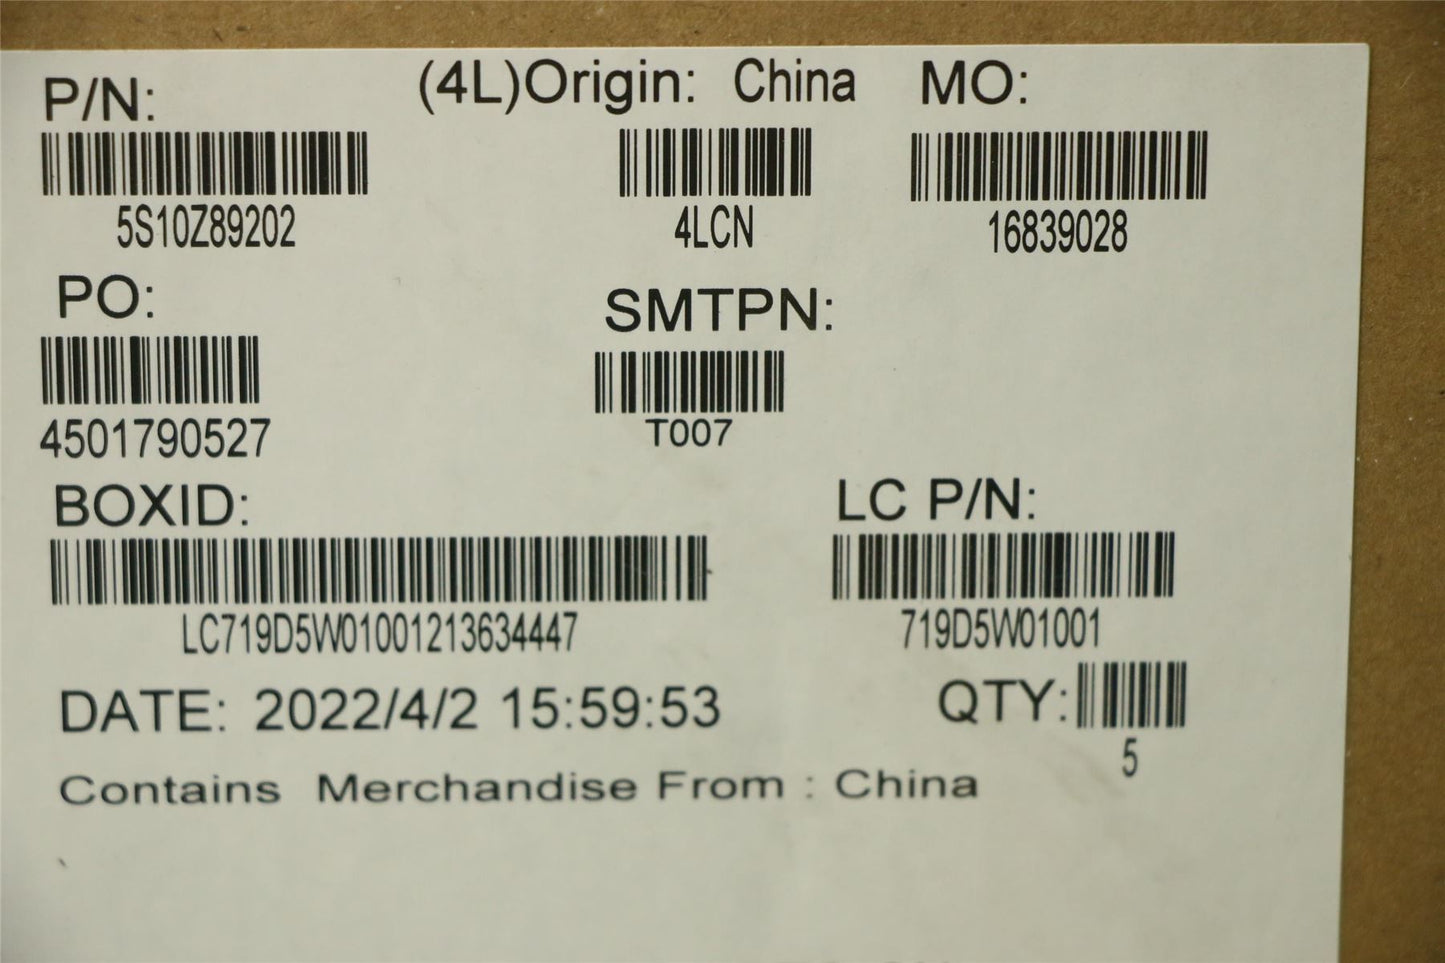 P/N: (4L)Origin: China MO:
5S10Z89202 4LCN 16839028
PO: SMTPN:
4501790527 T007
BOXID: LC P/N:
LC719D5W01001213634447 719D5W01001
DATE: 2022/4/2 15:59:53 QTY:
5
Contains Merchandise From : China